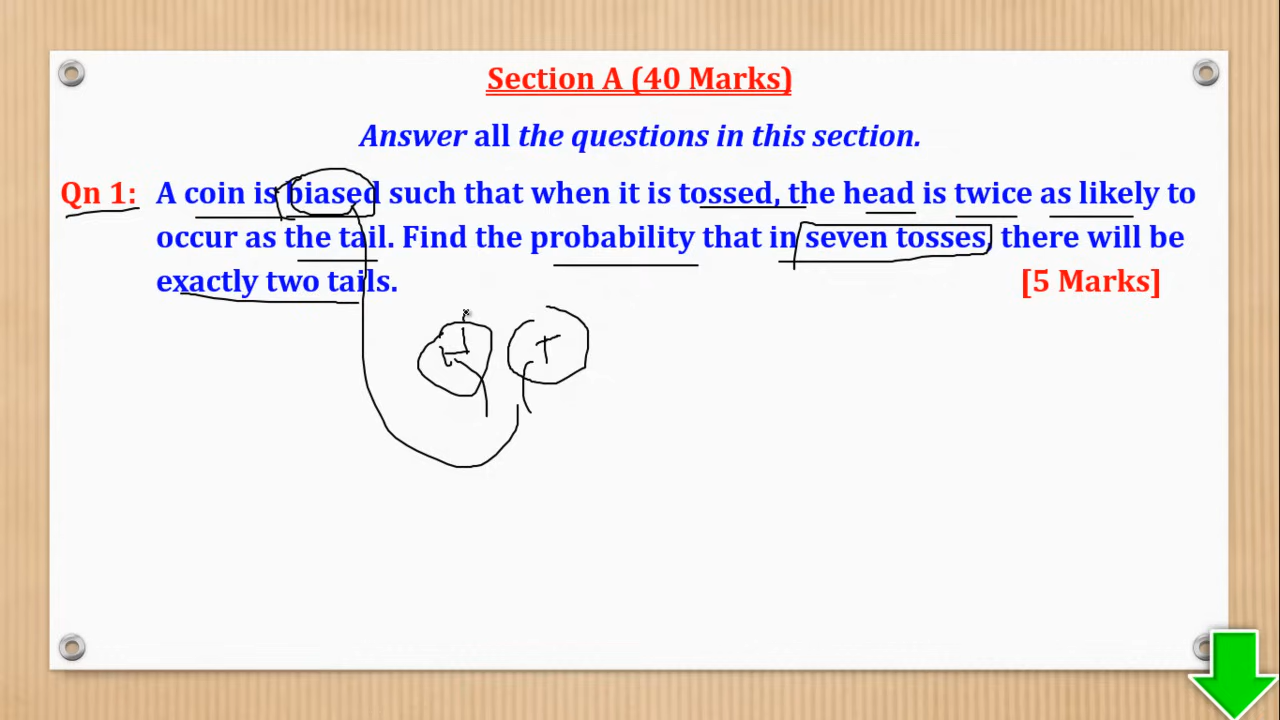 Section A (40 Marks)
Answer all the questions in this section.
Qn 1: A coin is biased such that when it is tossed, the head is twice as likely to
occur as the tail. Find the probability that in seven tosses, there will be
exactly two tails. [5 Marks]
H T